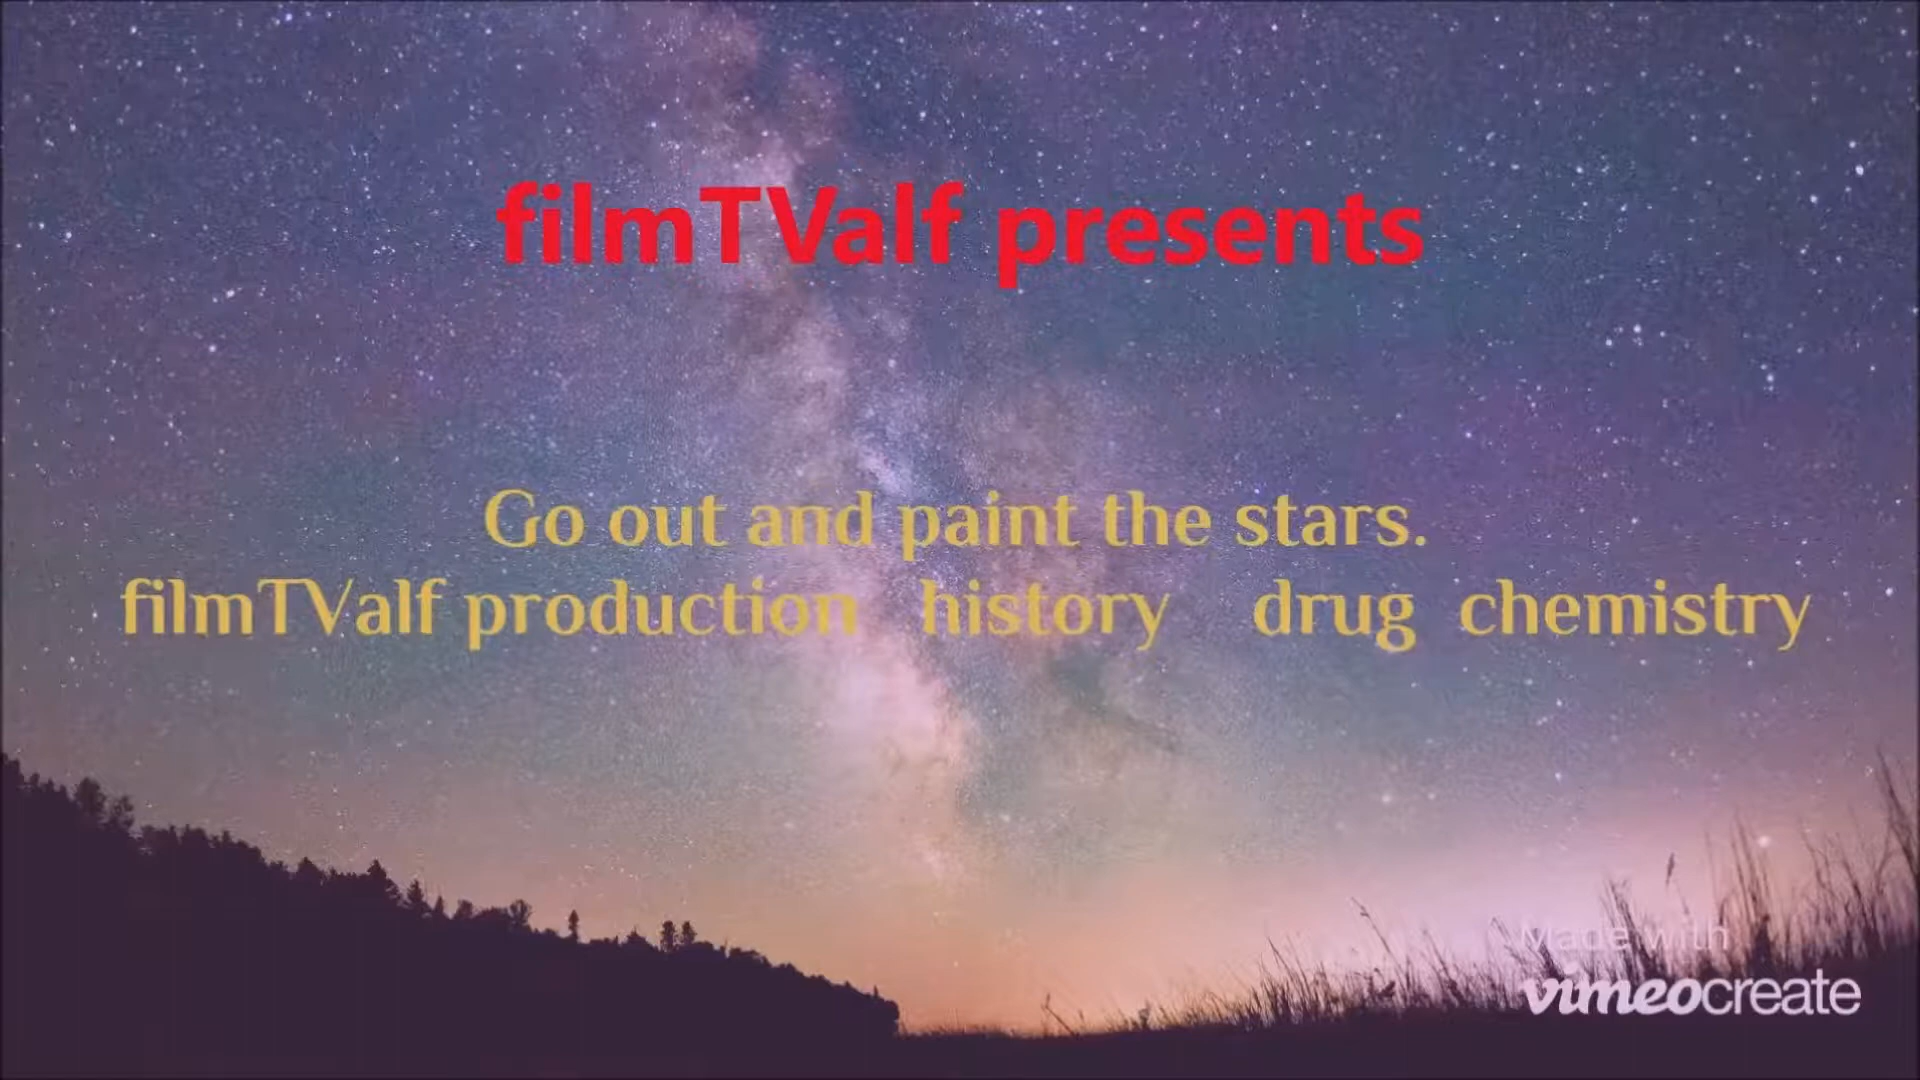 filmTValf presents
Go out and paint the stars.
filmTValf production history drug chemistry
Made with
vimeocreate